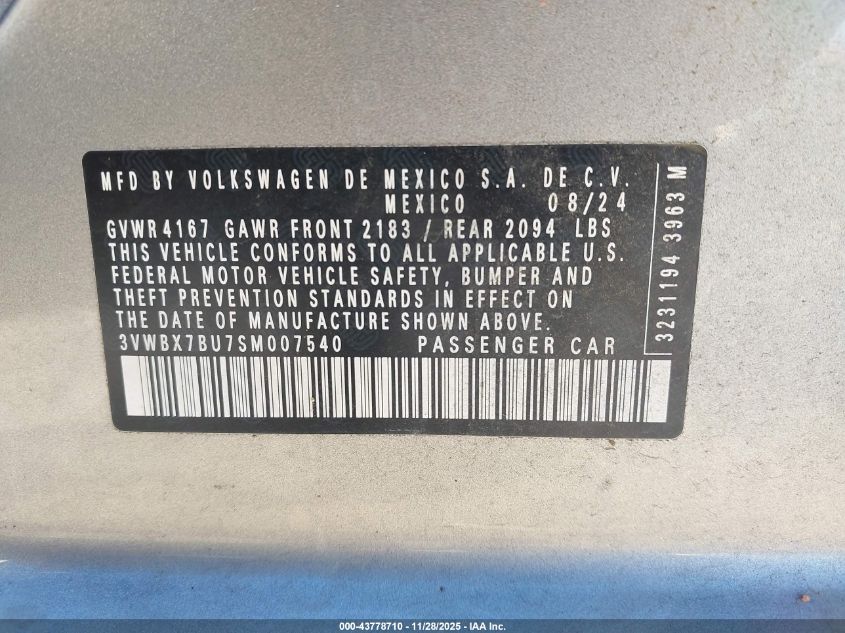 MFD BY VOLKSWAGEN DE MEXICO S.A. DE C.V.
MEXICO 08/24
GVWR 4167 GAWR FRONT 2183 / REAR 2094 LBS
THIS VEHICLE CONFORMS TO ALL APPLICABLE U.S.
FEDERAL MOTOR VEHICLE SAFETY, BUMPER AND
THEFT PREVENTION STANDARDS IN EFFECT ON
THE DATE OF MANUFACTURE SHOWN ABOVE.
3VWBX7BU7SM007540 PASSENGER CAR
3231194 3963 M
000-43778710 | 11/28/2025 - IAA Inc.